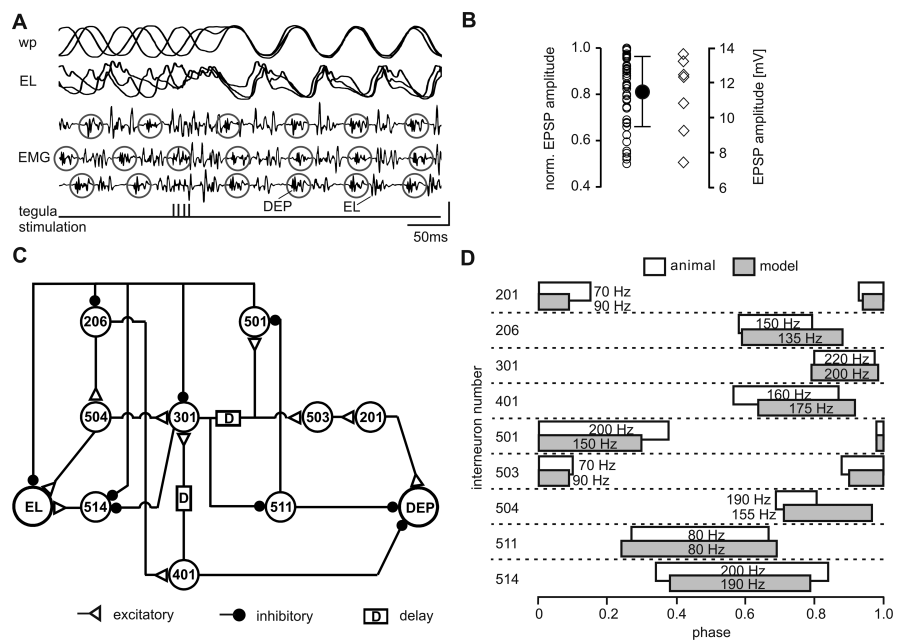 A
wp
EL
EMG
tegula
stimulation
DEP
EL
50ms
B
1.0
0.8
0.6
0.4
norm. EPSP amplitude
14
12
10
8
6
EPSP amplitude [mV]
C
206
501
504
301
D
503
201
EL
514
D
511
DEP
401
excitatory
inhibitory
D
delay
D
animal
model
interneuron number
201
70 Hz
90 Hz
206
150 Hz
135 Hz
301
220 Hz
200 Hz
401
160 Hz
175 Hz
501
200 Hz
150 Hz
503
70 Hz
90 Hz
504
190 Hz
155 Hz
511
80 Hz
80 Hz
514
200 Hz
190 Hz
0 0.2 0.4 0.6 0.8 1.0
phase